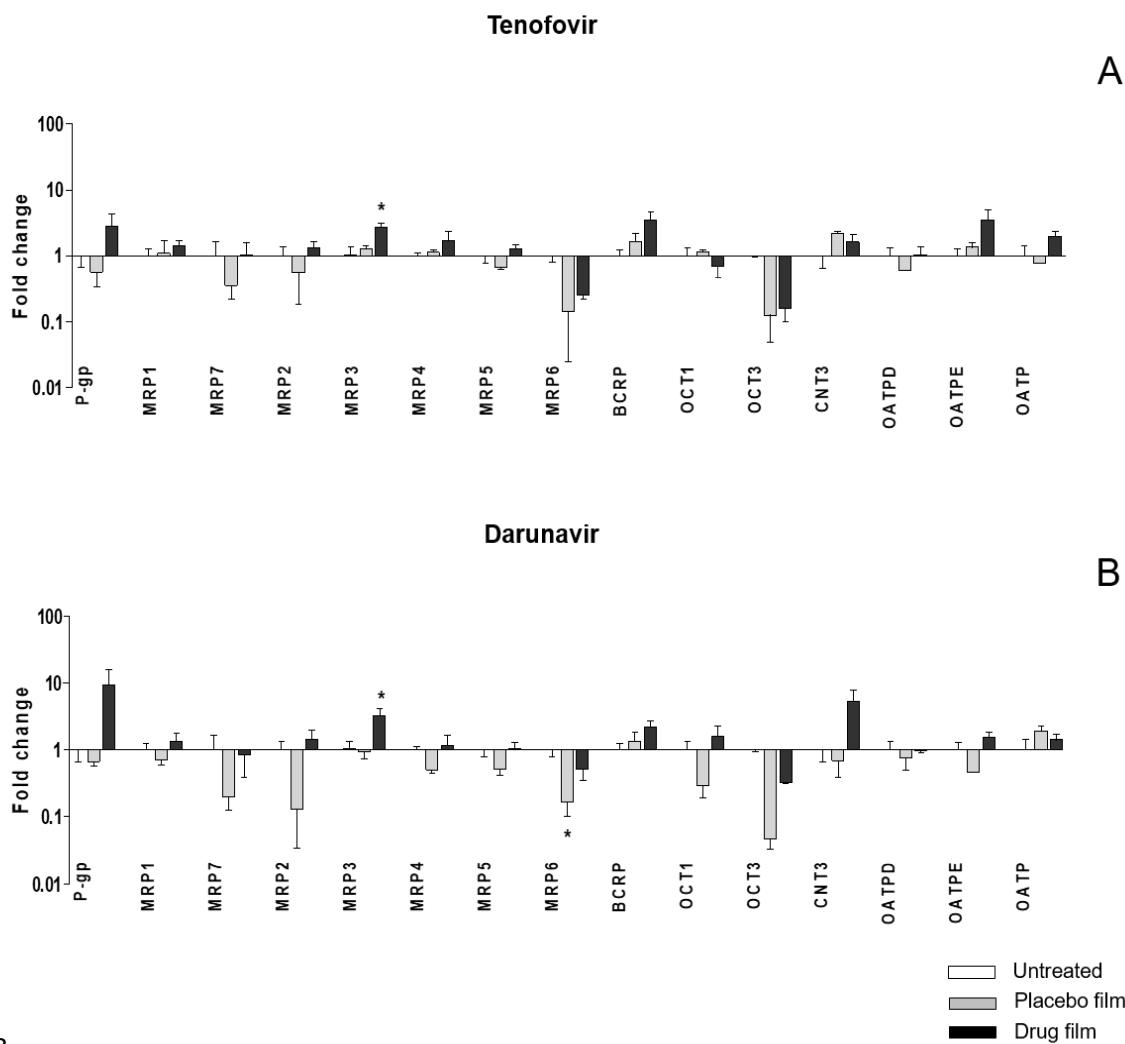 Tenofovir
A
100
10
1
0.1
0.01
Fold change
*
P-gp
MRP1
MRP7
MRP2
MRP3
MRP4
MRP5
MRP6
BCRP
OCT1
OCT3
CNT3
OATPD
OATPE
OATP
Darunavir
B
100
10
1
0.1
0.01
Fold change
*
*
P-gp
MRP1
MRP7
MRP2
MRP3
MRP4
MRP5
MRP6
BCRP
OCT1
OCT3
CNT3
OATPD
OATPE
OATP
Untreated
Placebo film
Drug film